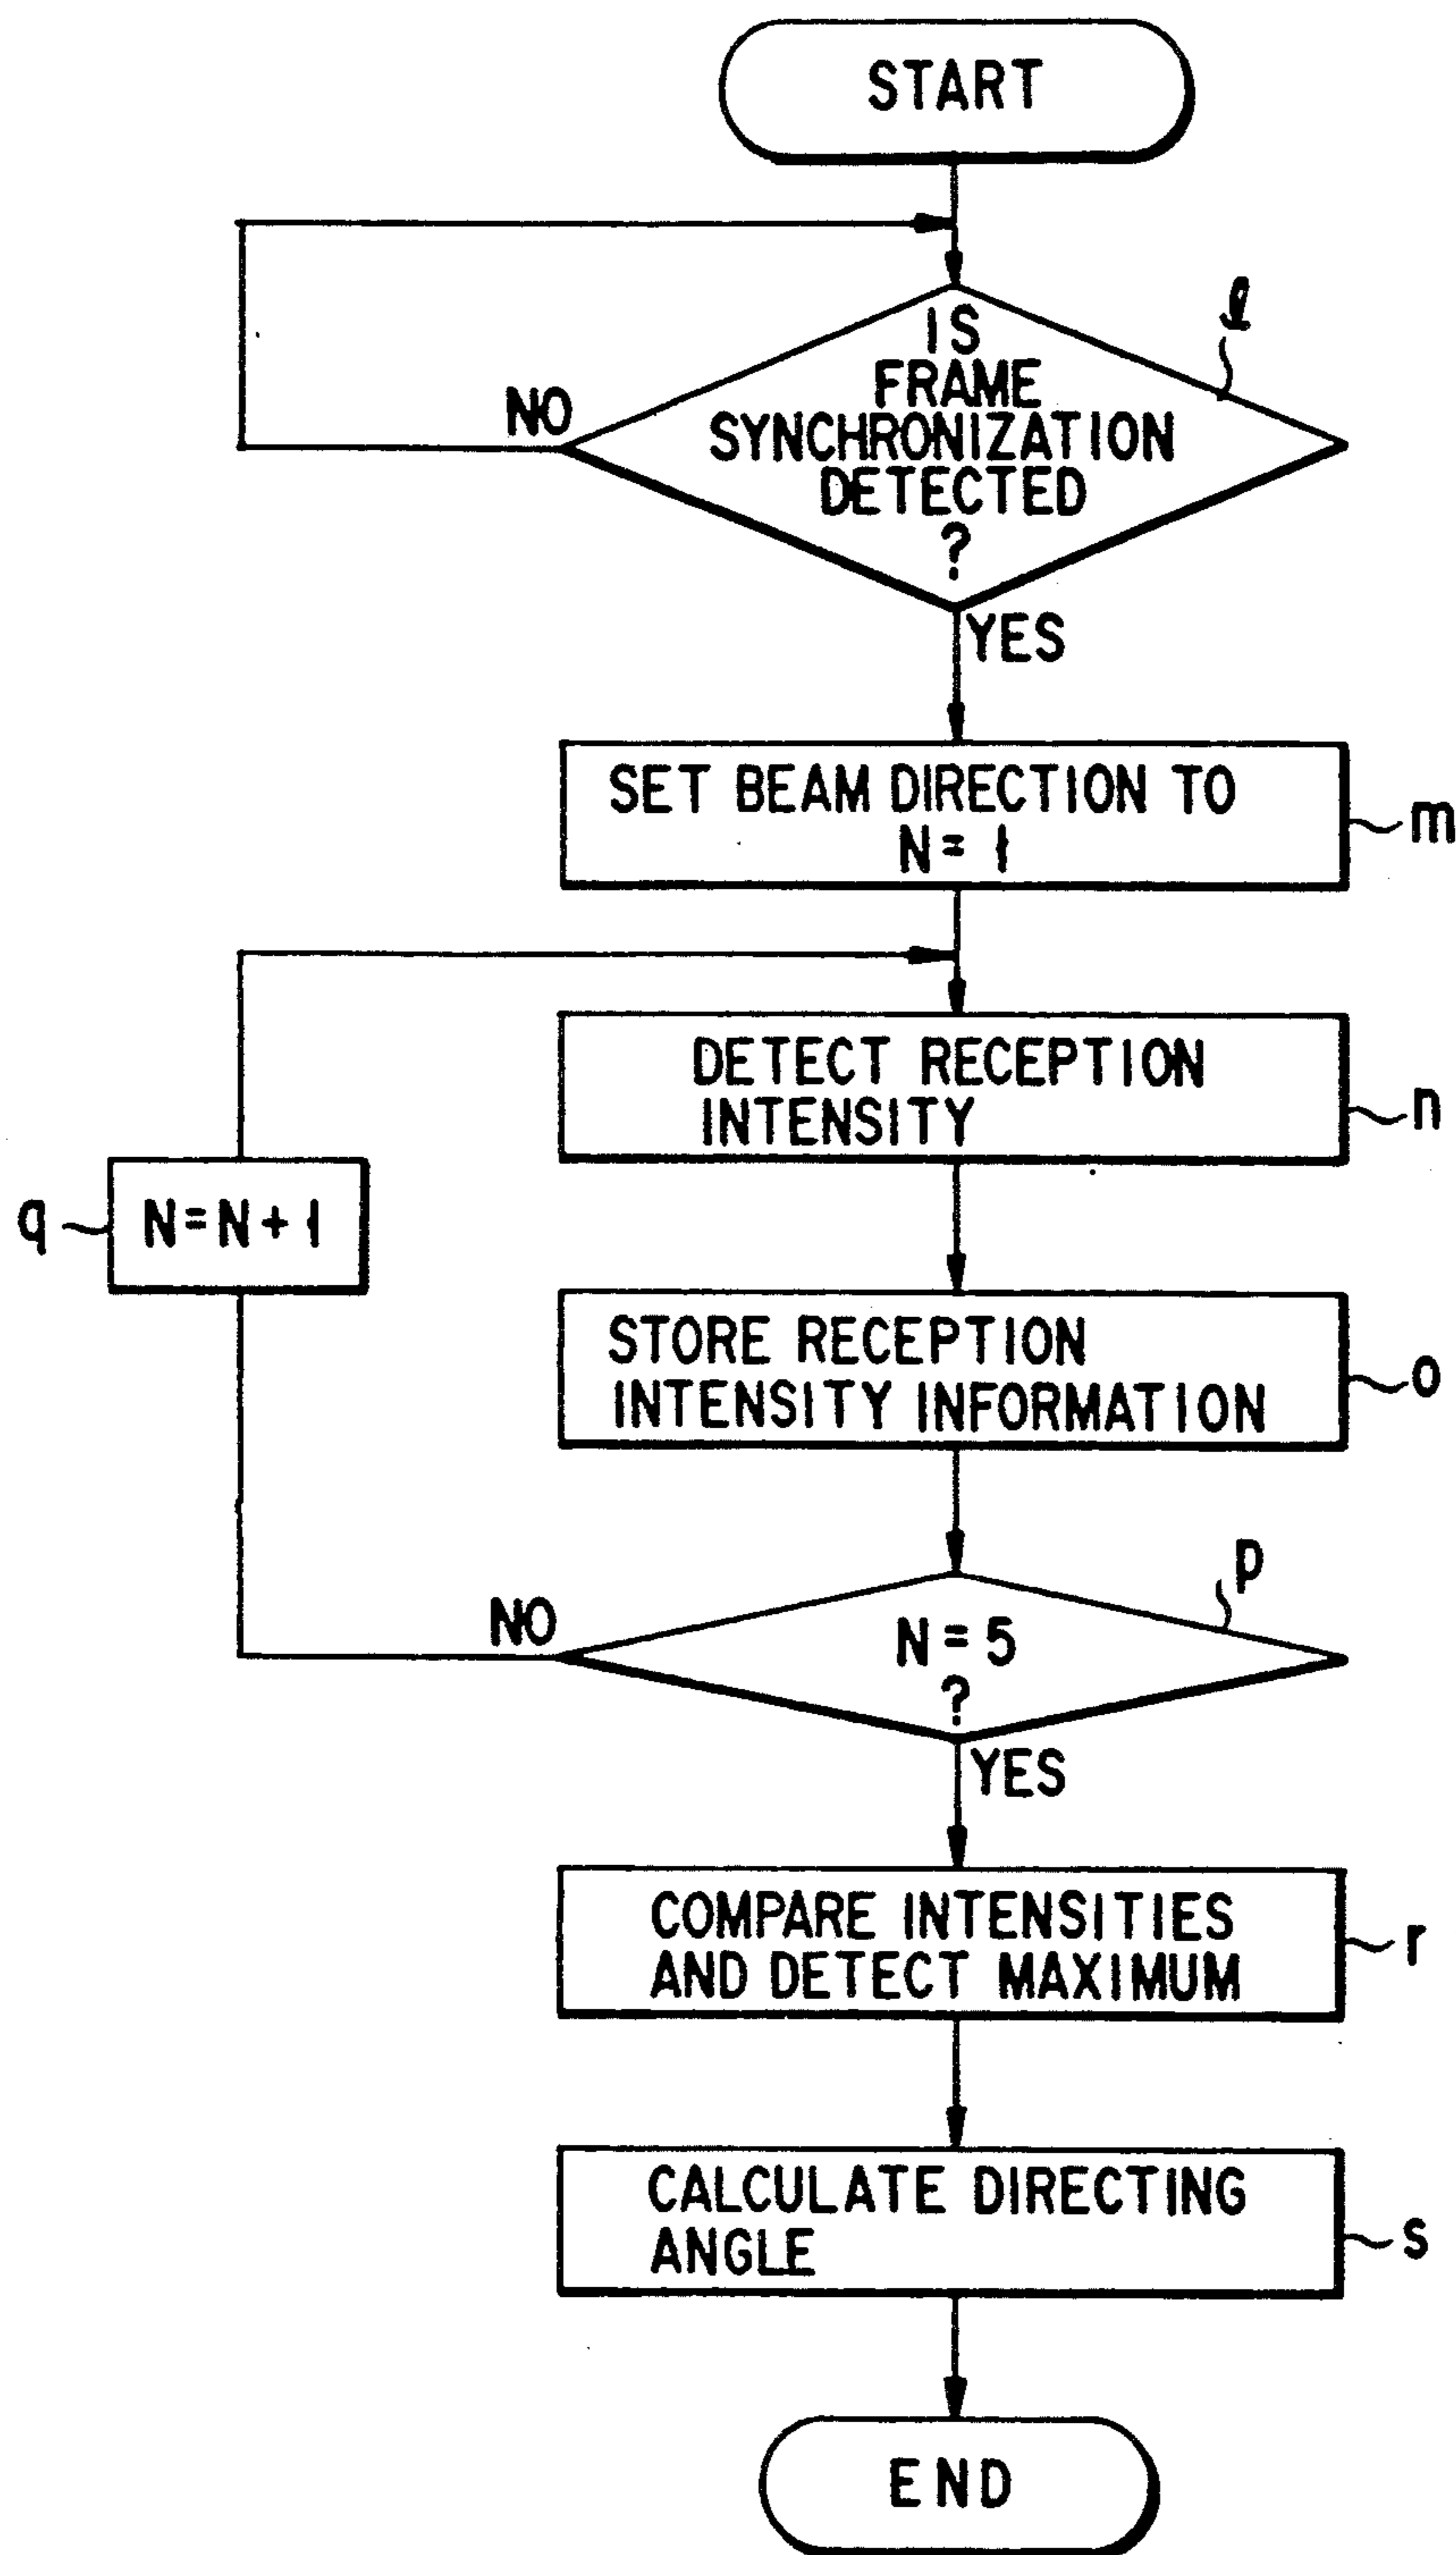 START
IS
FRAME
SYNCHRONIZATION
DETECTED
?
ℓ
NO
YES
SET BEAM DIRECTION TO
N = 1
m
DETECT RECEPTION
INTENSITY
n
q
N=N+1
STORE RECEPTION
INTENSITY INFORMATION
o
N = 5
?
p
NO
YES
COMPARE INTENSITIES
AND DETECT MAXIMUM
r
CALCULATE DIRECTING
ANGLE
s
END